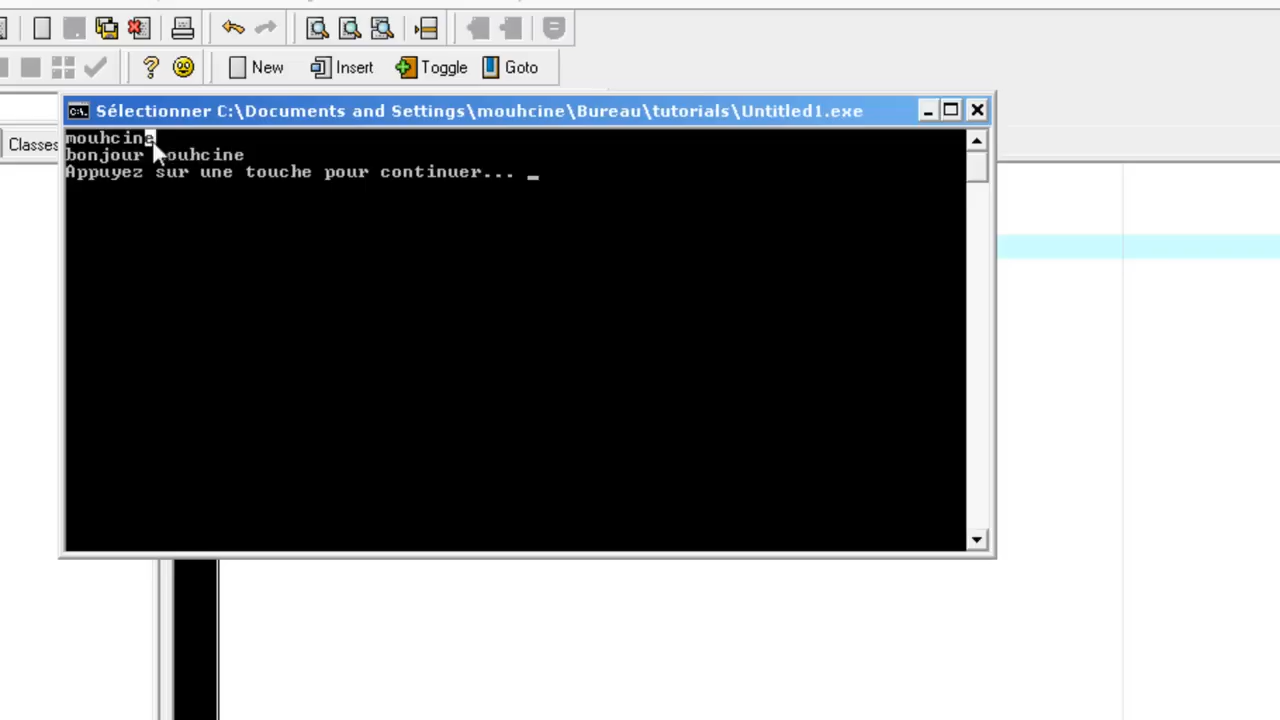 New Insert Toggle Goto
Sélectionner C:\Documents and Settings\mouhcine\Bureau\tutorials\Untitled1.exe
Classes
mouhcine
bonjour mouhcine
Appuyez sur une touche pour continuer... _